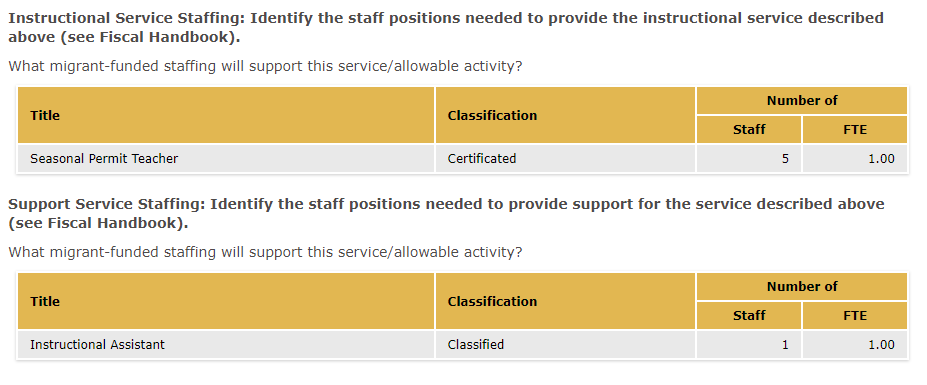 Instructional Service Staffing: Identify the staff positions needed to provide the instructional service described
above (see Fiscal Handbook).
What migrant-funded staffing will support this service/allowable activity?
Title Classification Number of
Staff FTE
Seasonal Permit Teacher Certificated 5 1.00
Support Service Staffing: Identify the staff positions needed to provide support for the service described above
(see Fiscal Handbook).
What migrant-funded staffing will support this service/allowable activity?
Title Classification Number of
Staff FTE
Instructional Assistant Classified 1 1.00